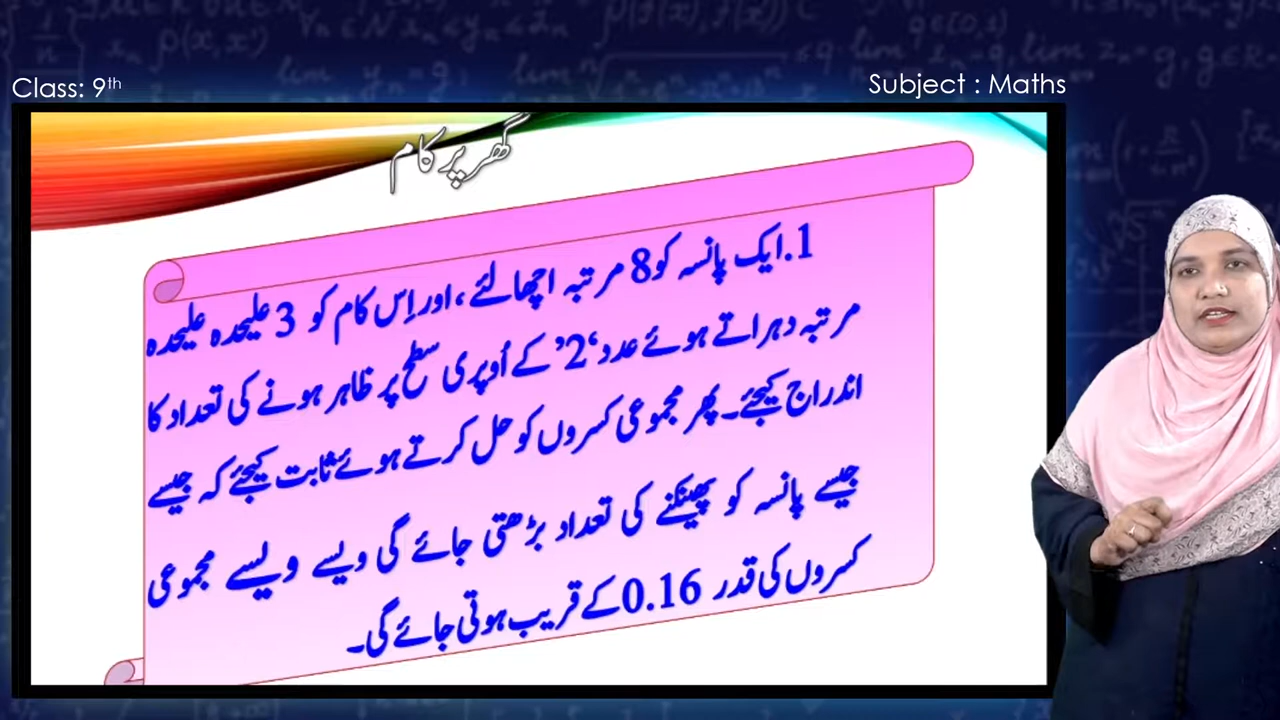 Class: 9th
Subject : Maths
گھر پر کام
1.ایک پانسہ کو8 مرتبہ اچھالئے ، اور اِس کام کو 3 علیحدہ علیحدہ
مرتبہ دہراتے ہوئے عدد‘2’کے اُوپری سطح پر ظاہر ہونے کی تعداد کا
اندراج کیجئے۔ پھر مجموعی کسروں کو حل کرتے ہوئے ثابت کیجئے کہ جیسے
جیسے پانسہ کو پھینکنے کی تعداد بڑھتی جائے گی ویسے ویسے مجموعی
کسروں کی قدر 0.16 کے قریب ہوتی جائے گی۔